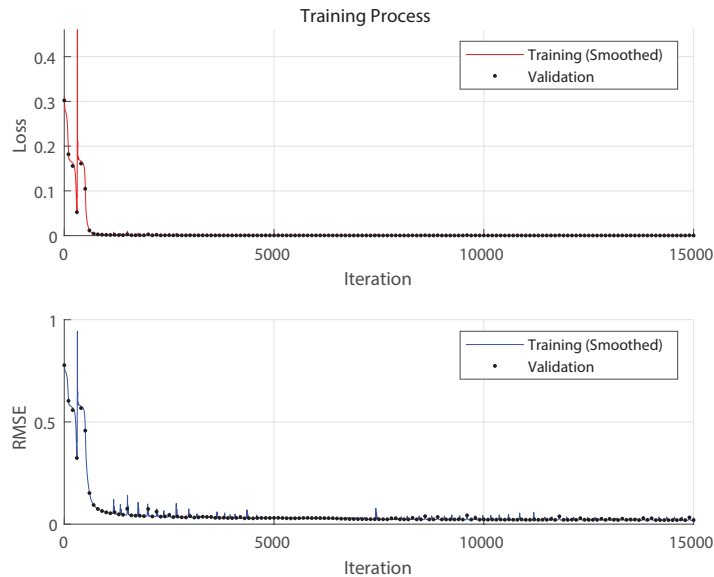 Training Process
Loss
0.4
0.3
0.2
0.1
0
Training (Smoothed)
Validation
0
5000
10000
15000
Iteration
RMSE
1
0.5
0
Training (Smoothed)
Validation
0
5000
10000
15000
Iteration